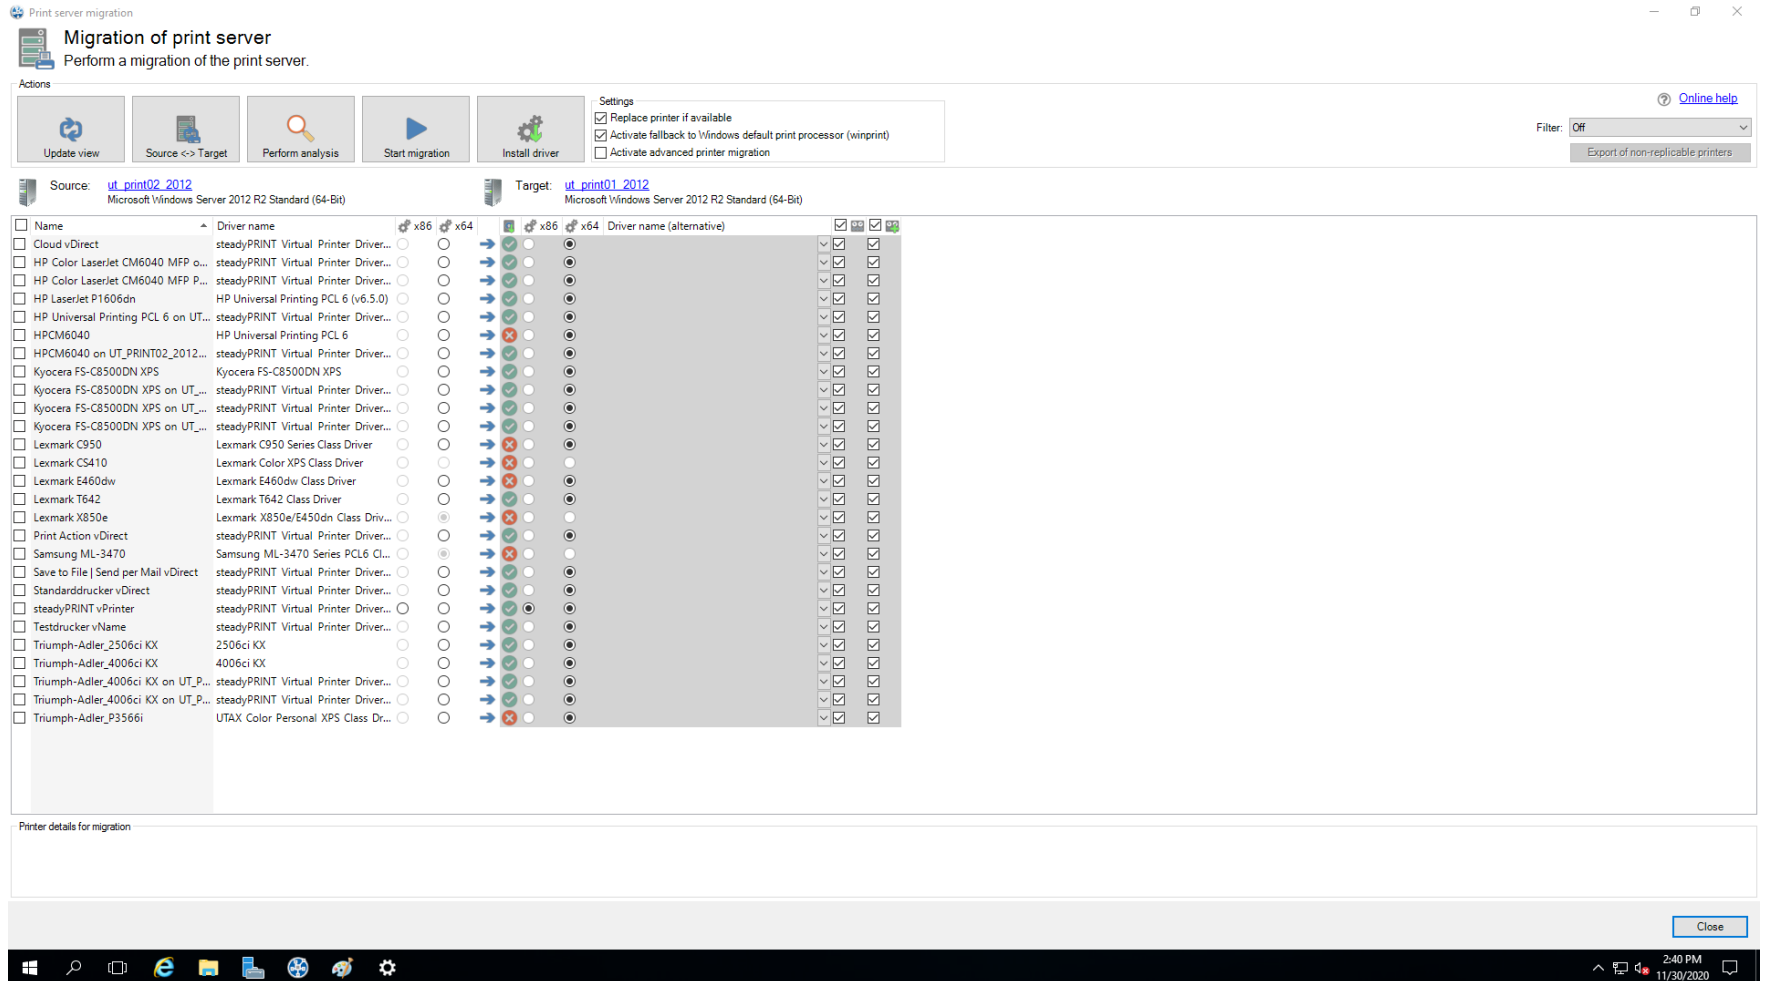 Print server migration
Migration of print server
Perform a migration of the print server.
Actions
Update view
Source <-> Target
Perform analysis
Start migration
Install driver
Settings
Replace printer if available
Activate fallback to Windows default print processor (winprint)
Activate advanced printer migration
Online help
Filter: Off
Export of non-replicable printers
Source: ut_print02_2012
Microsoft Windows Server 2012 R2 Standard (64-Bit)
Target: ut_print01_2012
Microsoft Windows Server 2012 R2 Standard (64-Bit)
Name Driver name x86 x64 x86 x64 Driver name (alternative)
Cloud vDirect steadyPRINT Virtual Printer Driver...
HP Color LaserJet CM6040 MFP o... steadyPRINT Virtual Printer Driver...
HP Color LaserJet CM6040 MFP P... steadyPRINT Virtual Printer Driver...
HP LaserJet P1606dn HP Universal Printing PCL 6 (v6.5.0)
HP Universal Printing PCL 6 on UT... steadyPRINT Virtual Printer Driver...
HPCM6040 HP Universal Printing PCL 6
HPCM6040 on UT_PRINT02_2012... steadyPRINT Virtual Printer Driver...
Kyocera FS-C8500DN XPS Kyocera FS-C8500DN XPS
Kyocera FS-C8500DN XPS on UT_... steadyPRINT Virtual Printer Driver...
Kyocera FS-C8500DN XPS on UT_... steadyPRINT Virtual Printer Driver...
Kyocera FS-C8500DN XPS on UT_... steadyPRINT Virtual Printer Driver...
Lexmark C950 Lexmark C950 Series Class Driver
Lexmark CS410 Lexmark Color XPS Class Driver
Lexmark E460dw Lexmark E460dw Class Driver
Lexmark T642 Lexmark T642 Class Driver
Lexmark X850e Lexmark X850e/E450dn Class Driv...
Print Action vDirect steadyPRINT Virtual Printer Driver...
Samsung ML-3470 Samsung ML-3470 Series PCL6 Cl...
Save to File | Send per Mail vDirect steadyPRINT Virtual Printer Driver...
Standarddrucker vDirect steadyPRINT Virtual Printer Driver...
steadyPRINT vPrinter steadyPRINT Virtual Printer Driver...
Testdrucker vName steadyPRINT Virtual Printer Driver...
Triumph-Adler_2506ci KX 2506ci KX
Triumph-Adler_4006ci KX 4006ci KX
Triumph-Adler_4006ci KX on UT_P... steadyPRINT Virtual Printer Driver...
Triumph-Adler_4006ci KX on UT_P... steadyPRINT Virtual Printer Driver...
Triumph-Adler_P3566i UTAX Color Personal XPS Class Dr...
Printer details for migration
Close
2:40 PM
11/30/2020